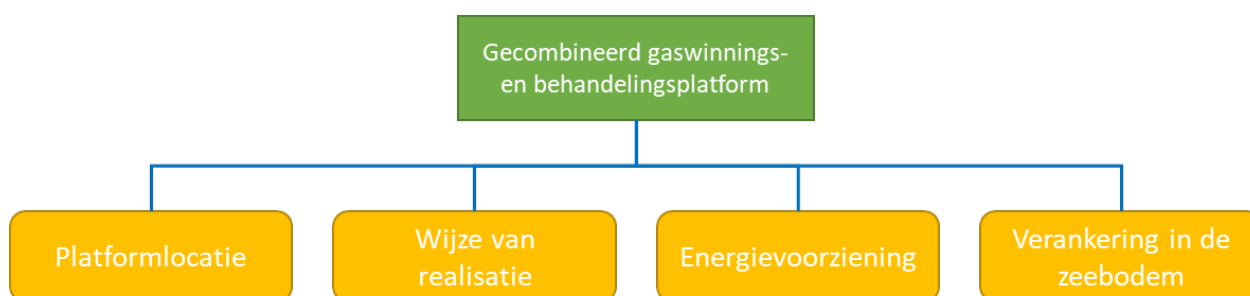 Gecombineerd gaswinnings-
en behandelingsplatform
Platformlocatie
Wijze van
realisatie
Energievoorziening
Verankering in de
zeebodem